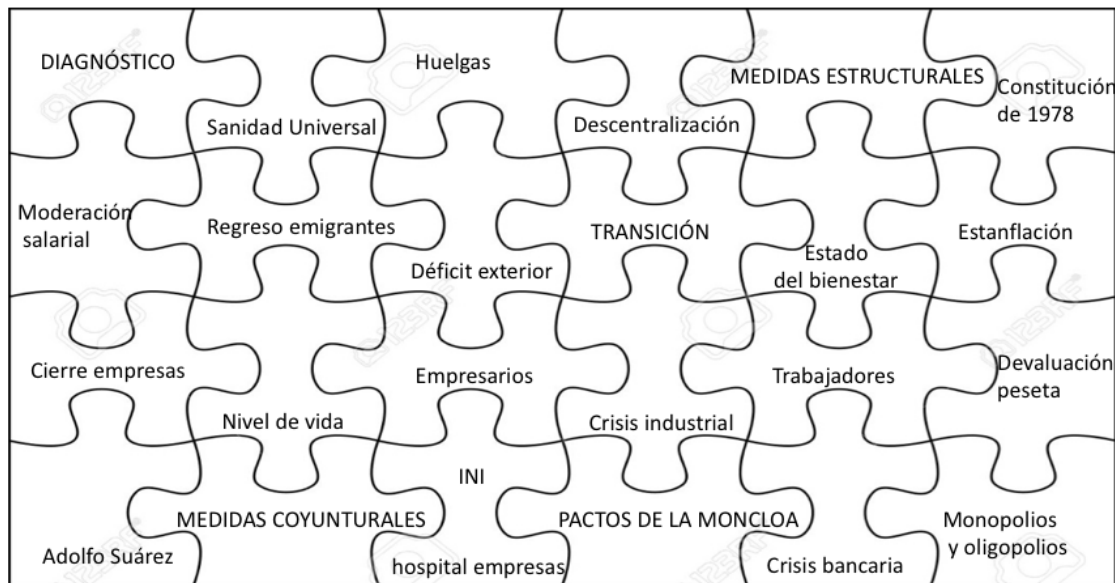 DIAGNÓSTICO
Huelgas
MEDIDAS ESTRUCTURALES
Constitución
de 1978
Sanidad Universal
Descentralización
Moderación
salarial
Regreso emigrantes
TRANSICIÓN
Estanflación
Déficit exterior
Estado
del bienestar
Cierre empresas
Empresarios
Trabajadores
Devaluación
peseta
Nivel de vida
Crisis industrial
INI
MEDIDAS COYUNTURALES
PACTOS DE LA MONCLOA
Monopolios
y oligopolios
Adolfo Suárez
hospital empresas
Crisis bancaria